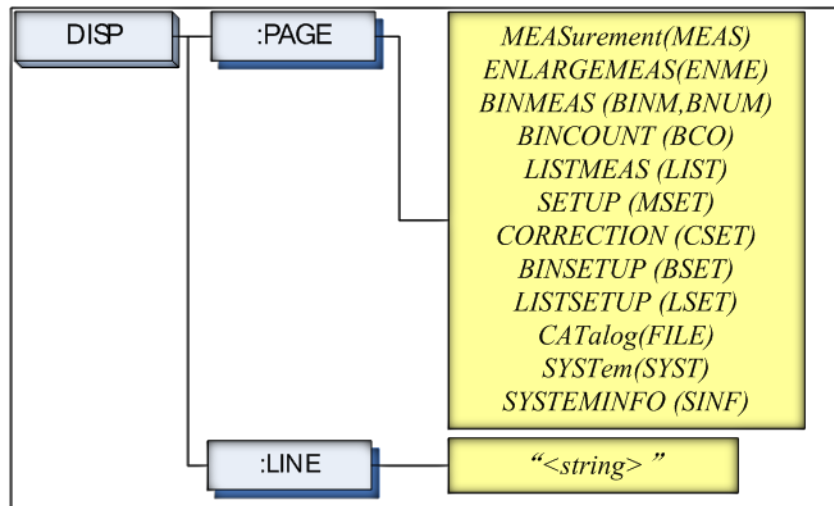 DISP
:PAGE
MEASurement(MEAS)
ENLARGEMEAS(ENME)
BINMEAS (BINM,BNUM)
BINCOUNT (BCO)
LISTMEAS (LIST)
SETUP (MSET)
CORRECTION (CSET)
BINSETUP (BSET)
LISTSETUP (LSET)
CATalog(FILE)
SYSTem(SYST)
SYSTEMINFO (SINF)
:LINE
“<string> ”